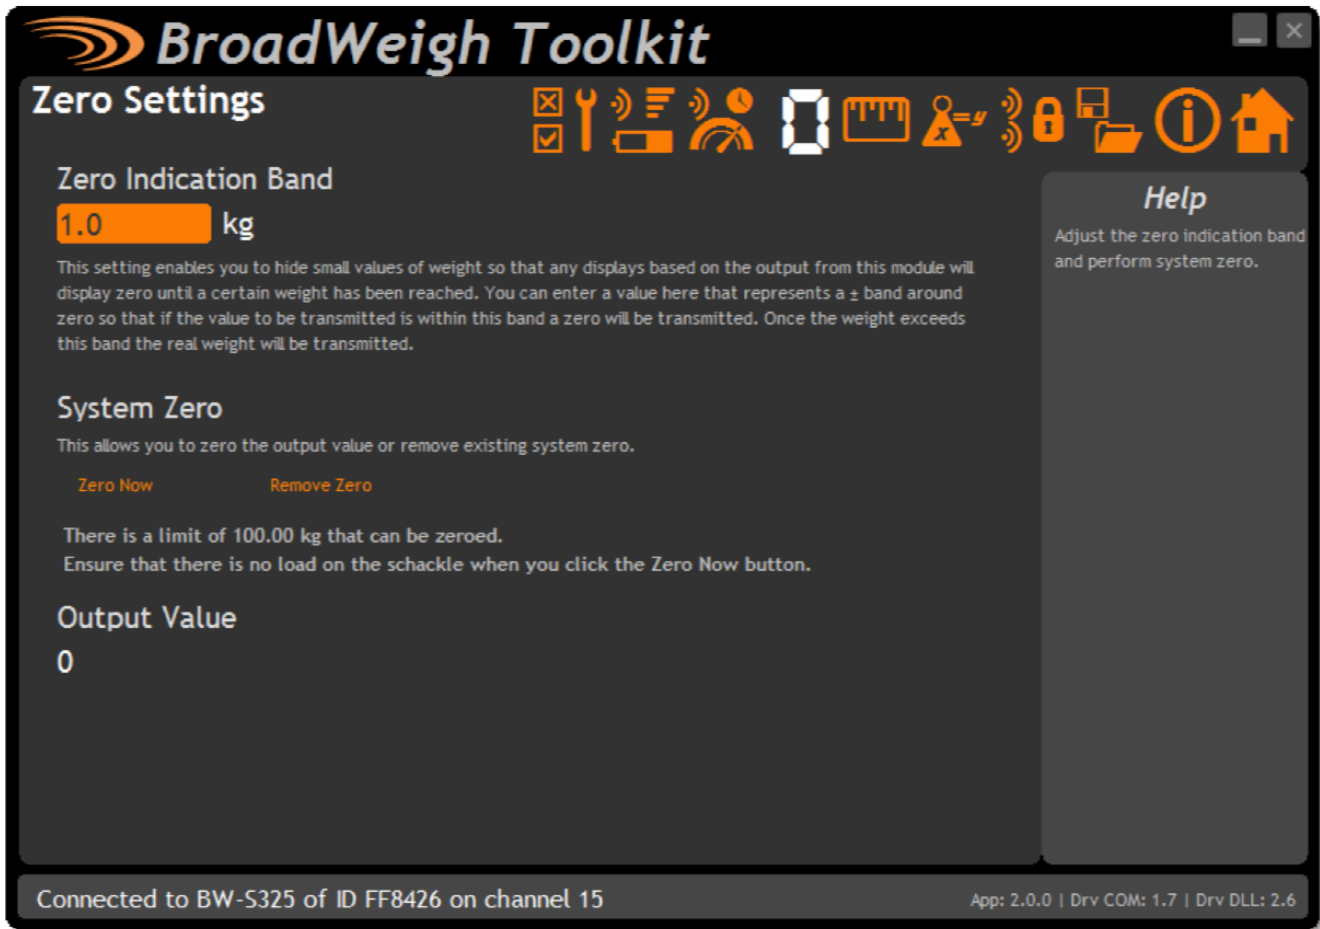 BroadWeigh Toolkit
Zero Settings
Zero Indication Band
1.0 kg
This setting enables you to hide small values of weight so that any displays based on the output from this module will
display zero until a certain weight has been reached. You can enter a value here that represents a ± band around
zero so that if the value to be transmitted is within this band a zero will be transmitted. Once the weight exceeds
this band the real weight will be transmitted.
System Zero
This allows you to zero the output value or remove existing system zero.
Zero Now Remove Zero
There is a limit of 100.00 kg that can be zeroed.
Ensure that there is no load on the schackle when you click the Zero Now button.
Output Value
0
Help
Adjust the zero indication band
and perform system zero.
0
x=y
i
Connected to BW-S325 of ID FF8426 on channel 15
App: 2.0.0 | Drv COM: 1.7 | Drv DLL: 2.6